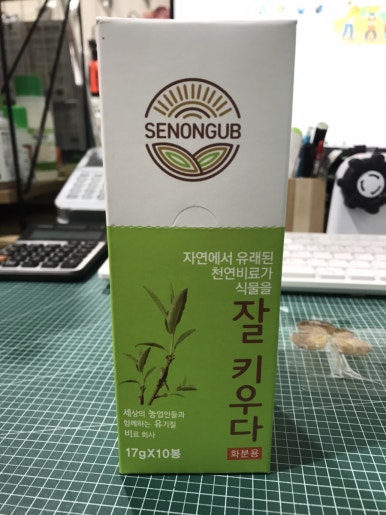 SENONGUB
자연에서 유래된
천연비료가
식물을
잘 키우다
세상의 농업인들과
함께하는 유기질
비료 회사
17gX10봉
화분용